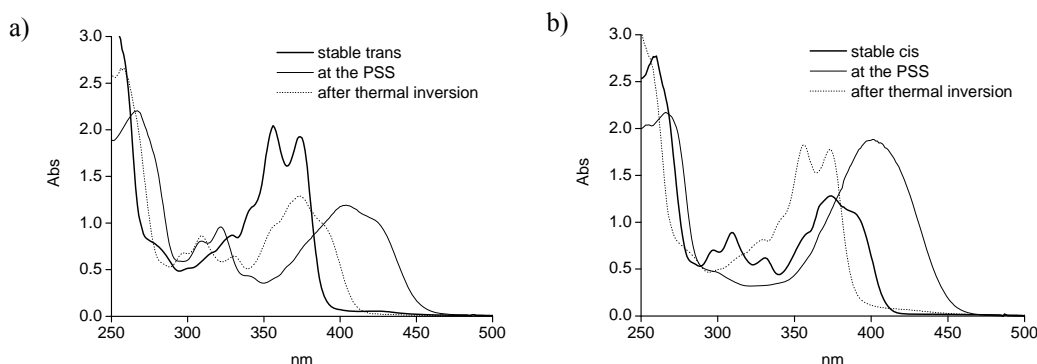 a)
3.0
2.5
2.0
1.5
1.0
0.5
0.0
Abs
250 300 350 400 450 500
nm
stable trans
at the PSS
after thermal inversion
b)
3.0
2.5
2.0
1.5
1.0
0.5
0.0
Abs
250 300 350 400 450 500
nm
stable cis
at the PSS
after thermal inversion